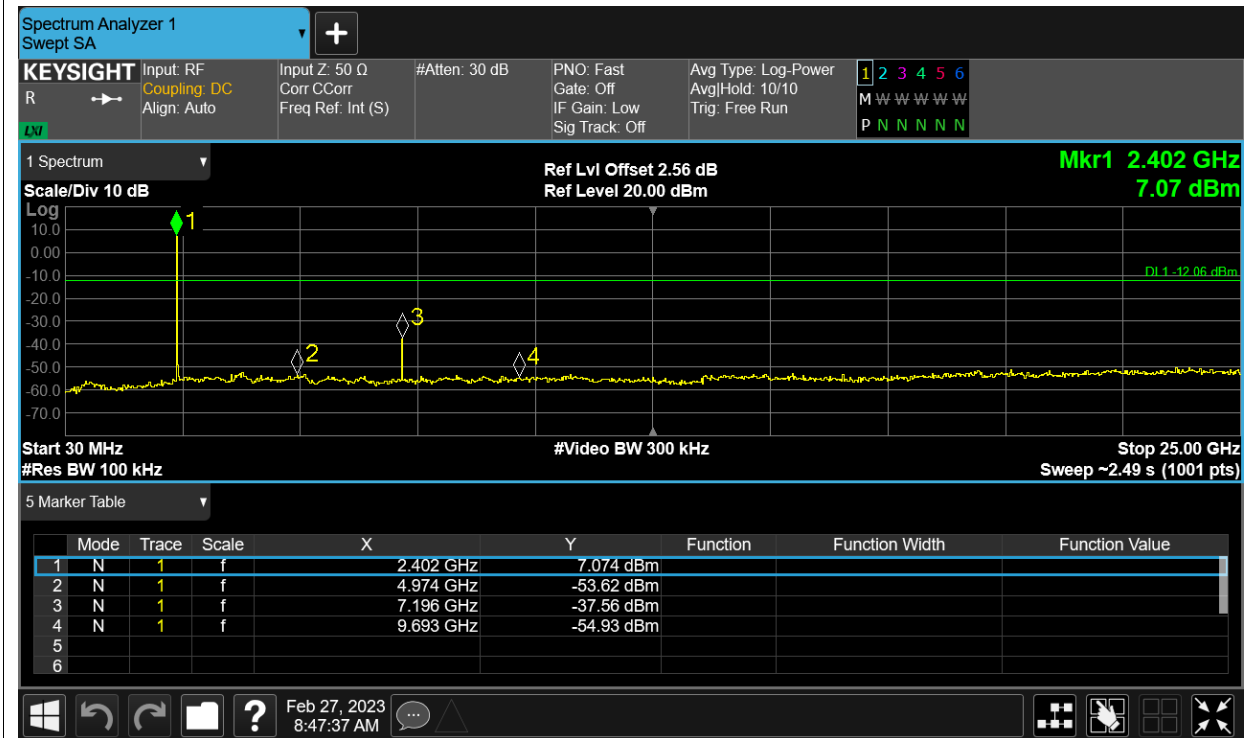 Spectrum Analyzer 1
Swept SA
+
KEYSIGHT
R
LXI
Input: RF
Coupling: DC
Align: Auto
Input Z: 50 Ω
Corr CCorr
Freq Ref: Int (S)
#Atten: 30 dB
PNO: Fast
Gate: Off
IF Gain: Low
Sig Track: Off
Avg Type: Log-Power
Avg|Hold: 10/10
Trig: Free Run
1 2 3 4 5 6
M W W W W W
P N N N N N
1 Spectrum
Scale/Div 10 dB
Ref Lvl Offset 2.56 dB
Ref Level 20.00 dBm
Mkr1 2.402 GHz
7.07 dBm
Log
10.0
0.00
-10.0
-20.0
-30.0
-40.0
-50.0
-60.0
-70.0
1
2
3
4
DL1 -12.06 dBm
Start 30 MHz
#Res BW 100 kHz
#Video BW 300 kHz
Stop 25.00 GHz
Sweep ~2.49 s (1001 pts)
5 Marker Table
Mode Trace Scale X Y Function Function Width Function Value
1 N 1 f 2.402 GHz 7.074 dBm
2 N 1 f 4.974 GHz -53.62 dBm
3 N 1 f 7.196 GHz -37.56 dBm
4 N 1 f 9.693 GHz -54.93 dBm
5
6
?
Feb 27, 2023
8:47:37 AM